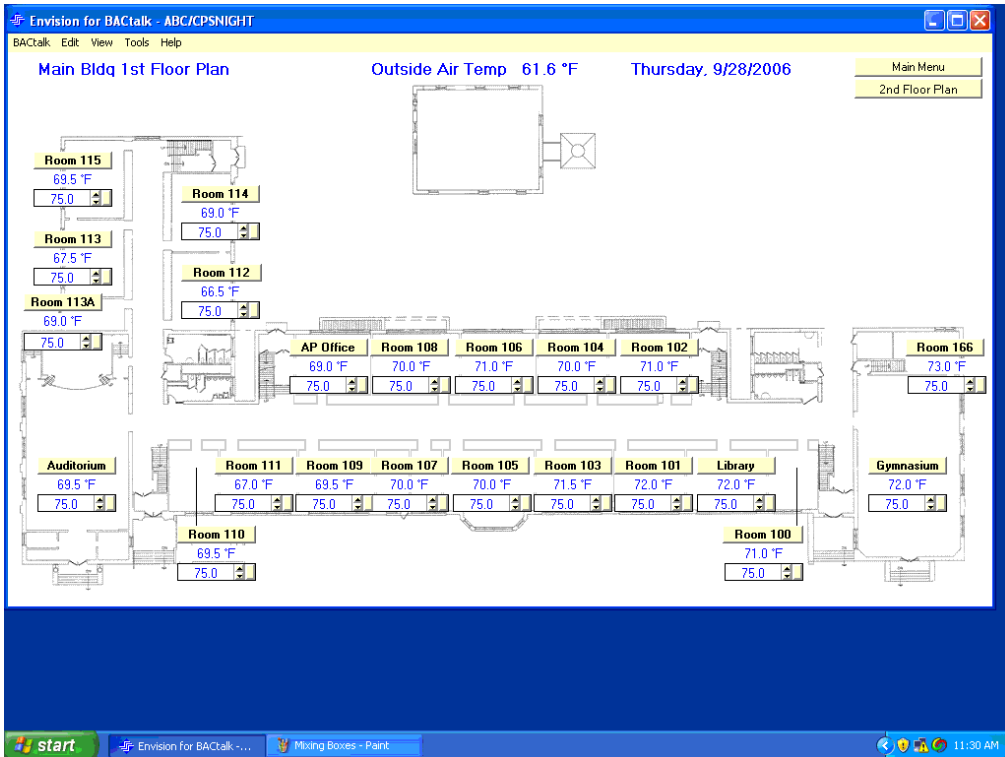 Envision for BACtalk - ABC/CPSNIGHT
BACtalk Edit View Tools Help
Main Bldg 1st Floor Plan Outside Air Temp 61.6 °F Thursday, 9/28/2006
Main Menu
2nd Floor Plan
Room 115
69.5 °F
75.0
Room 114
69.0 °F
75.0
Room 113
67.5 °F
75.0
Room 112
66.5 °F
75.0
Room 113A
69.0 °F
75.0
AP Office Room 108 Room 106 Room 104 Room 102 Room 166
69.0 °F 70.0 °F 71.0 °F 70.0 °F 71.0 °F 73.0 °F
75.0 75.0 75.0 75.0 75.0 75.0
Auditorium Room 111 Room 109 Room 107 Room 105 Room 103 Room 101 Library Gymnasium
69.5 °F 67.0 °F 69.5 °F 70.0 °F 70.0 °F 71.5 °F 72.0 °F 72.0 °F 72.0 °F
75.0 75.0 75.0 75.0 75.0 75.0 75.0 75.0 75.0
Room 110 Room 100
69.5 °F 71.0 °F
75.0 75.0
start Envision for BACtalk -... Mixing Boxes - Paint 11:30 AM